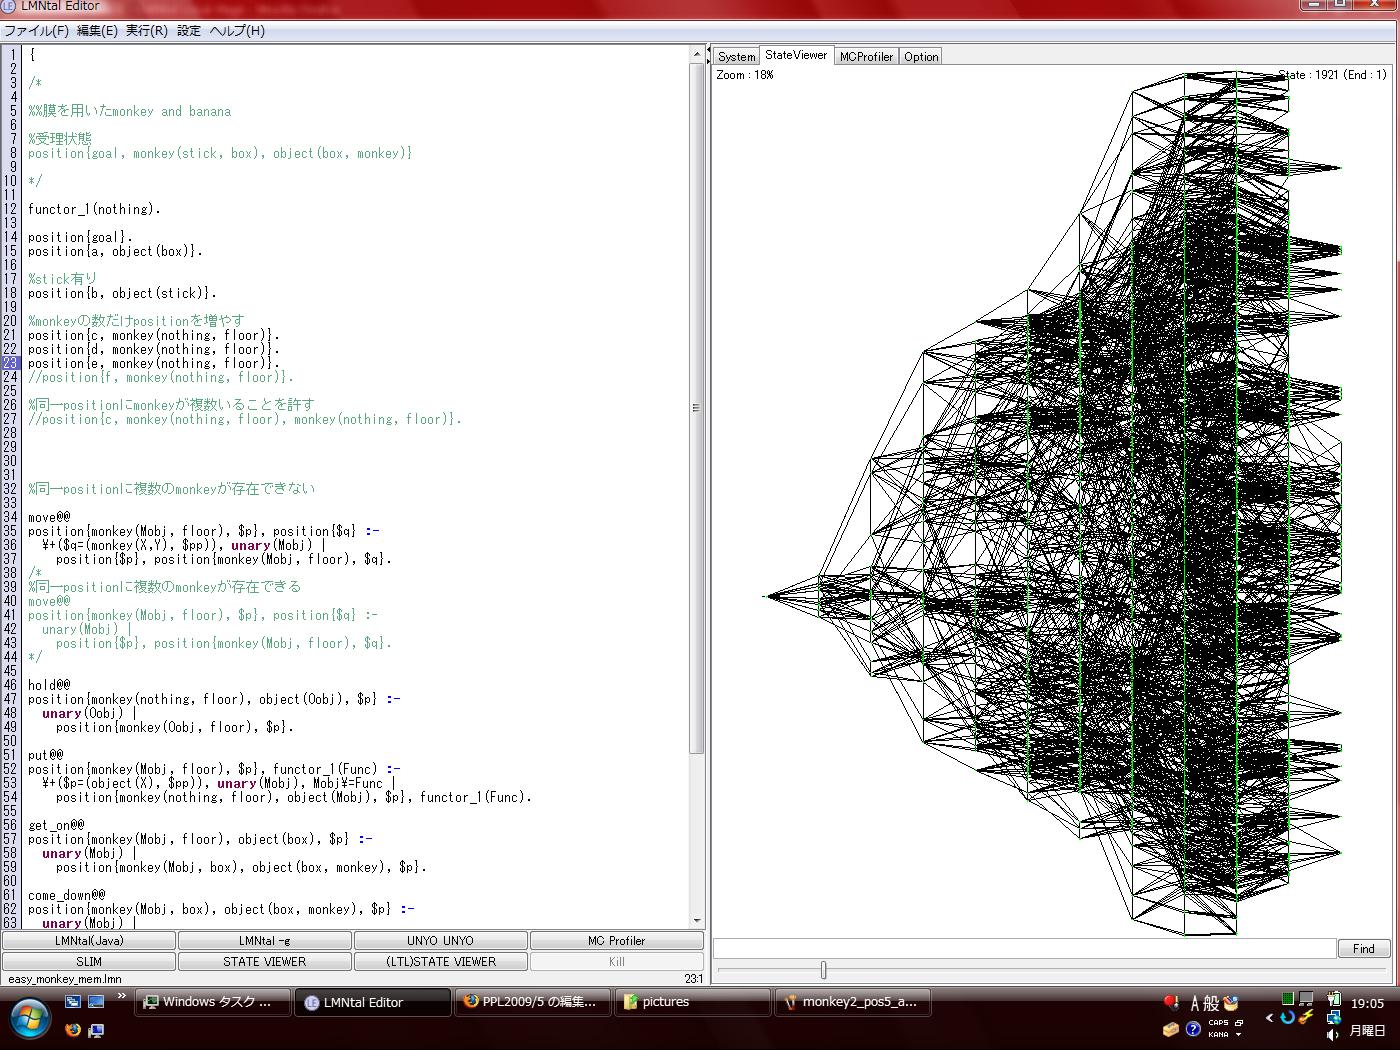 LMNtal Editor
ファイル(F) 編集(E) 実行(R) 設定 ヘルプ(H)
1 {
2
3 /*
4
5 %%膜を用いたmonkey and banana
6
7 %受理状態
8 position{goal, monkey(stick, box), object(box, monkey)}
9
10 */
11
12 functor_1(nothing).
13
14 position{goal}.
15 position{a, object(box)}.
16
17 %stick有り
18 position{b, object(stick)}.
19
20 %monkeyの数だけpositionを増やす
21 position{c, monkey(nothing, floor)}.
22 position{d, monkey(nothing, floor)}.
23 position{e, monkey(nothing, floor)}.
24 //position{f, monkey(nothing, floor)}.
25
26 %同一positionにmonkeyが複数いることを許す
27 //position{c, monkey(nothing, floor), monkey(nothing, floor)}.
28
29
30
31
32 %同一positionに複数のmonkeyが存在できない
33
34 move@@
35 position{monkey(Mobj, floor), $p}, position{$q} :-
36 ¥+($q=(monkey(X,Y), $pp)), unary(Mobj) |
37 position{$p}, position{monkey(Mobj, floor), $q}.
38 /*
39 %同一positionに複数のmonkeyが存在できる
40 move@@
41 position{monkey(Mobj, floor), $p}, position{$q} :-
42 unary(Mobj) |
43 position{$p}, position{monkey(Mobj, floor), $q}.
44 */
45
46 hold@@
47 position{monkey(nothing, floor), object(Oobj), $p} :-
48 unary(Oobj) |
49 position{monkey(Oobj, floor), $p}.
50
51 put@@
52 position{monkey(Mobj, floor), $p}, functor_1(Func) :-
53 ¥+($p=(object(X), $pp)), unary(Mobj), Mobj¥=Func |
54 position{monkey(nothing, floor), object(Mobj), $p}, functor_1(Func).
55
56 get_on@@
57 position{monkey(Mobj, floor), object(box), $p} :-
58 unary(Mobj) |
59 position{monkey(Mobj, box), object(box, monkey), $p}.
60
61 come_down@@
62 position{monkey(Mobj, box), object(box, monkey), $p} :-
63 unary(Mobj) |
LMNtal(Java) LMNtal -g UNYO UNYO MC Profiler
SLIM STATE VIEWER (LTL)STATE VIEWER Kill
easy_monkey_mem.lmn 23:1
System StateViewer MCProfiler Option
Zoom : 18% State : 1921 (End : 1)
Find
Windows タスク ... LMNtal Editor PPL2009/5 の編集... pictures monkey2_pos5_a...
A 般
CAPS
KANA
19:05
月曜日